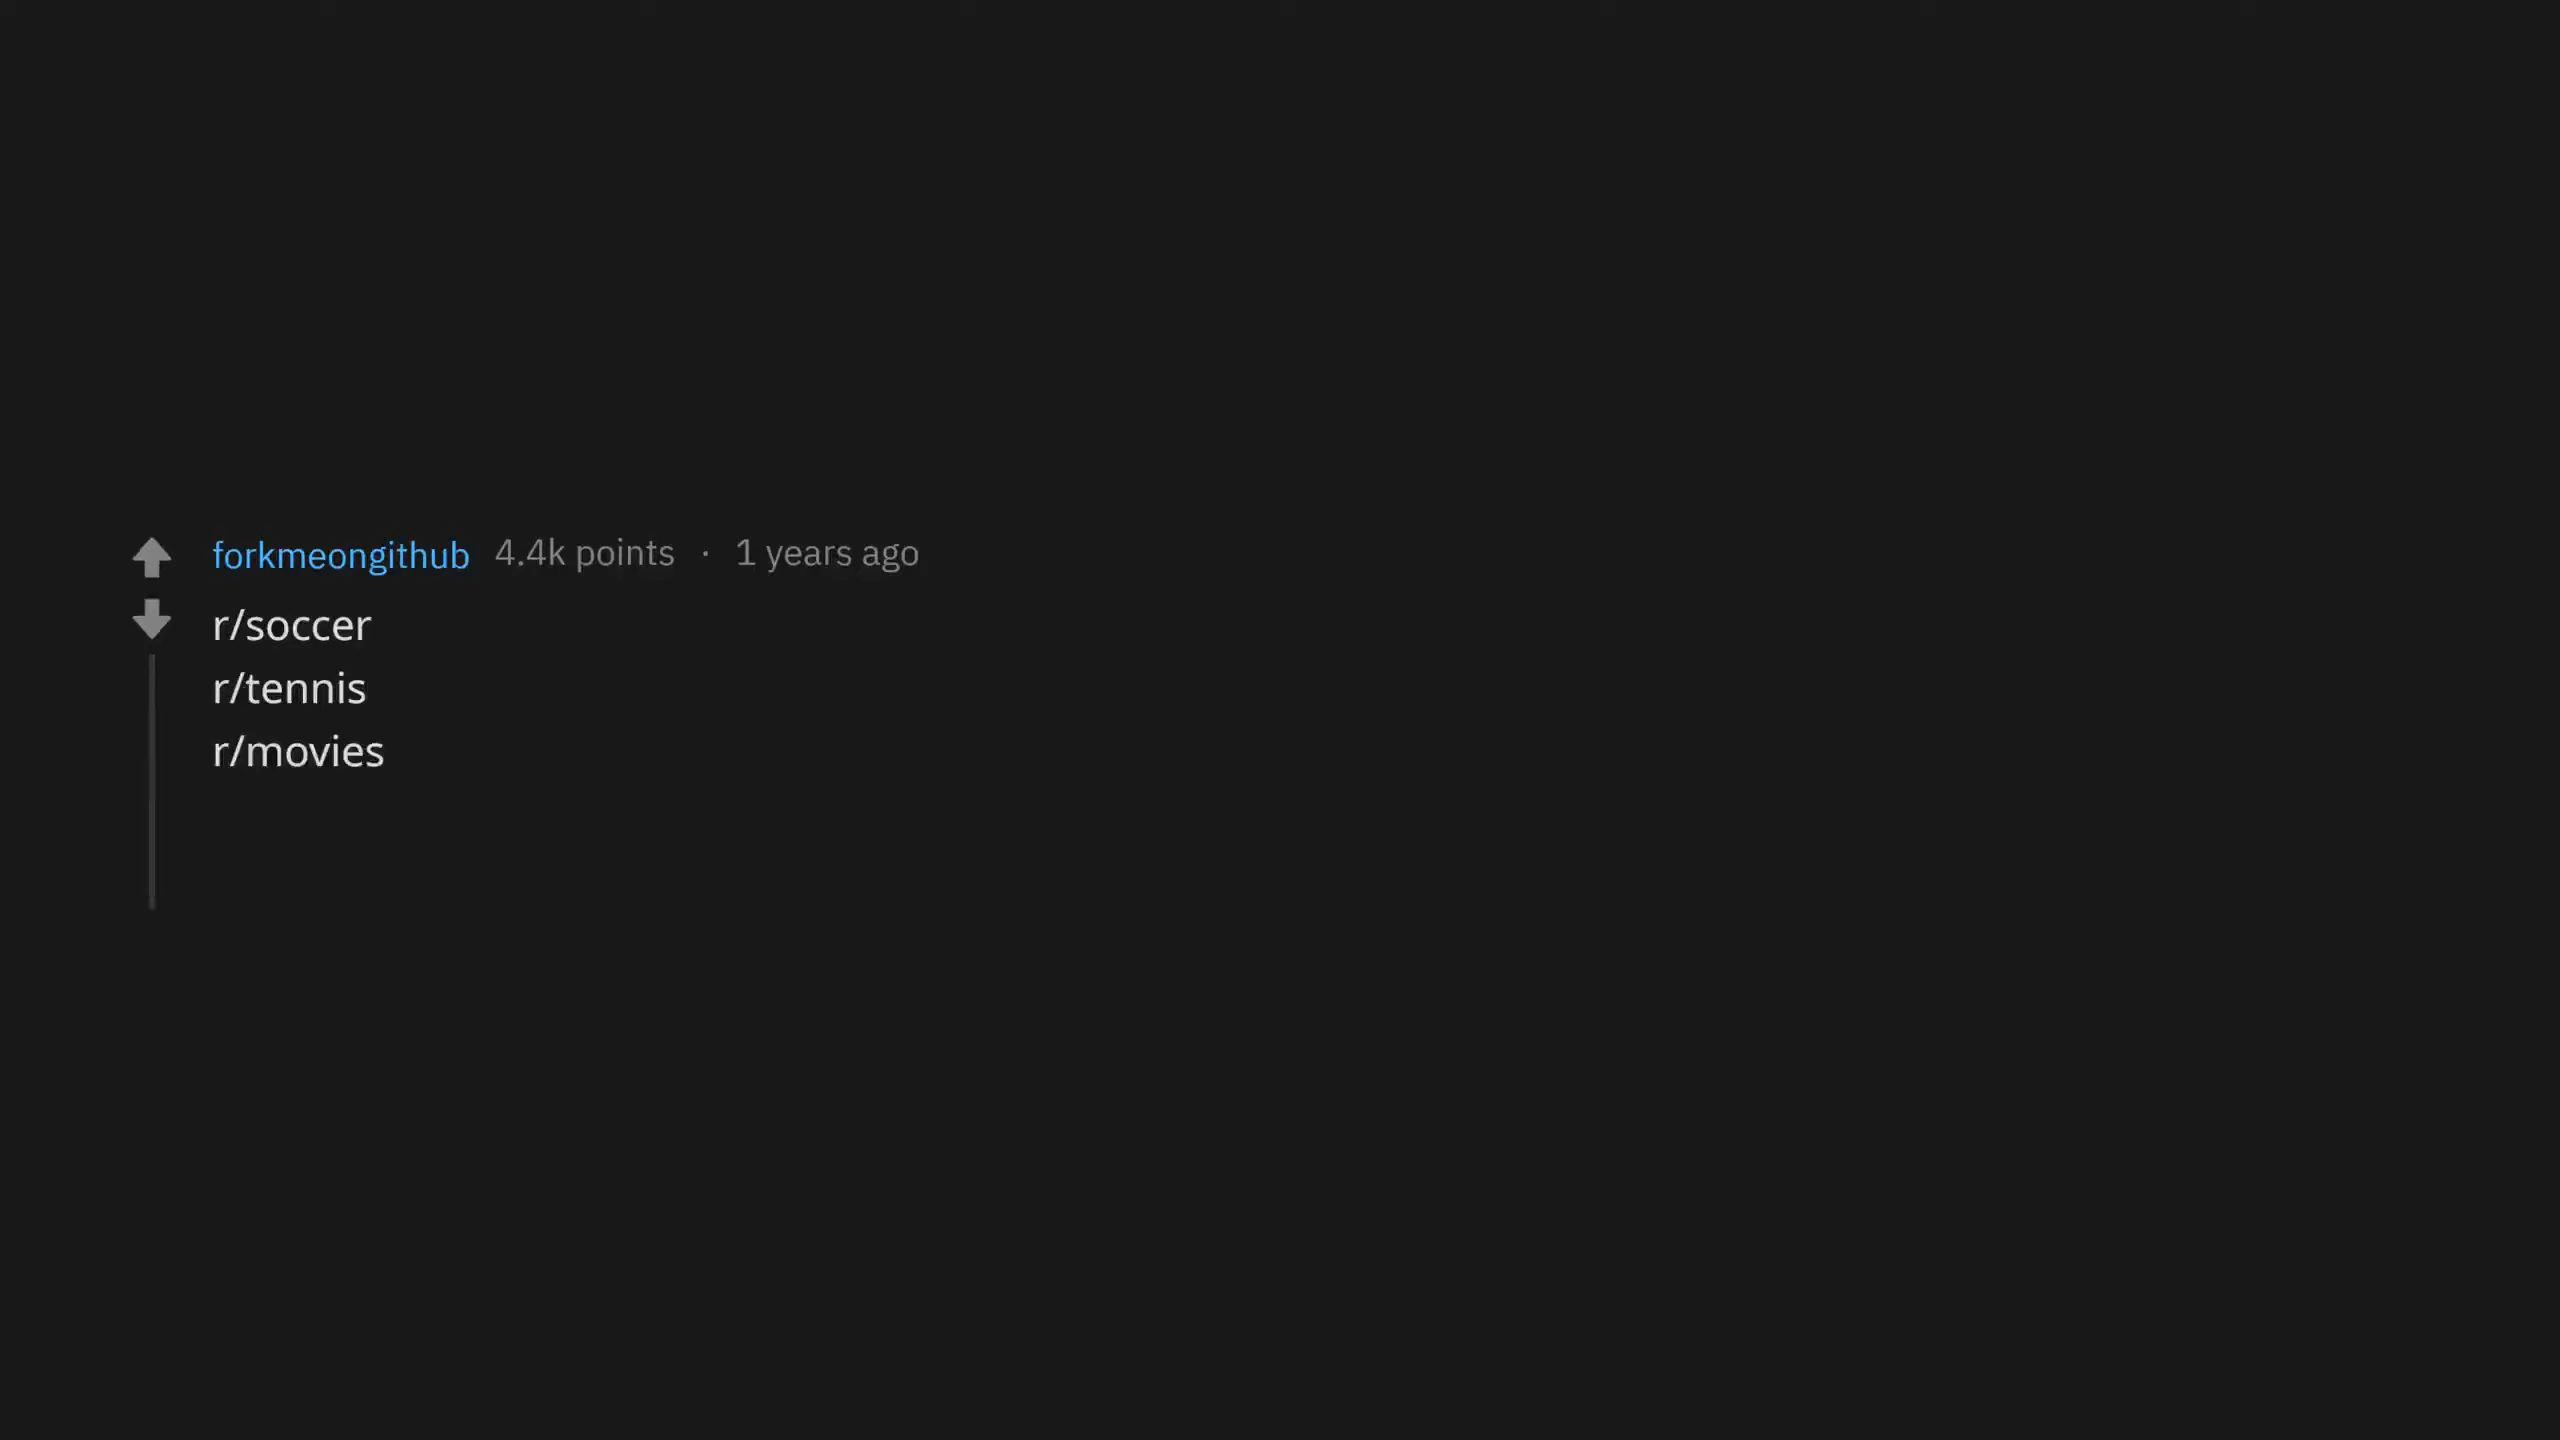 forkmeongithub 4.4k points · 1 years ago
r/soccer
r/tennis
r/movies